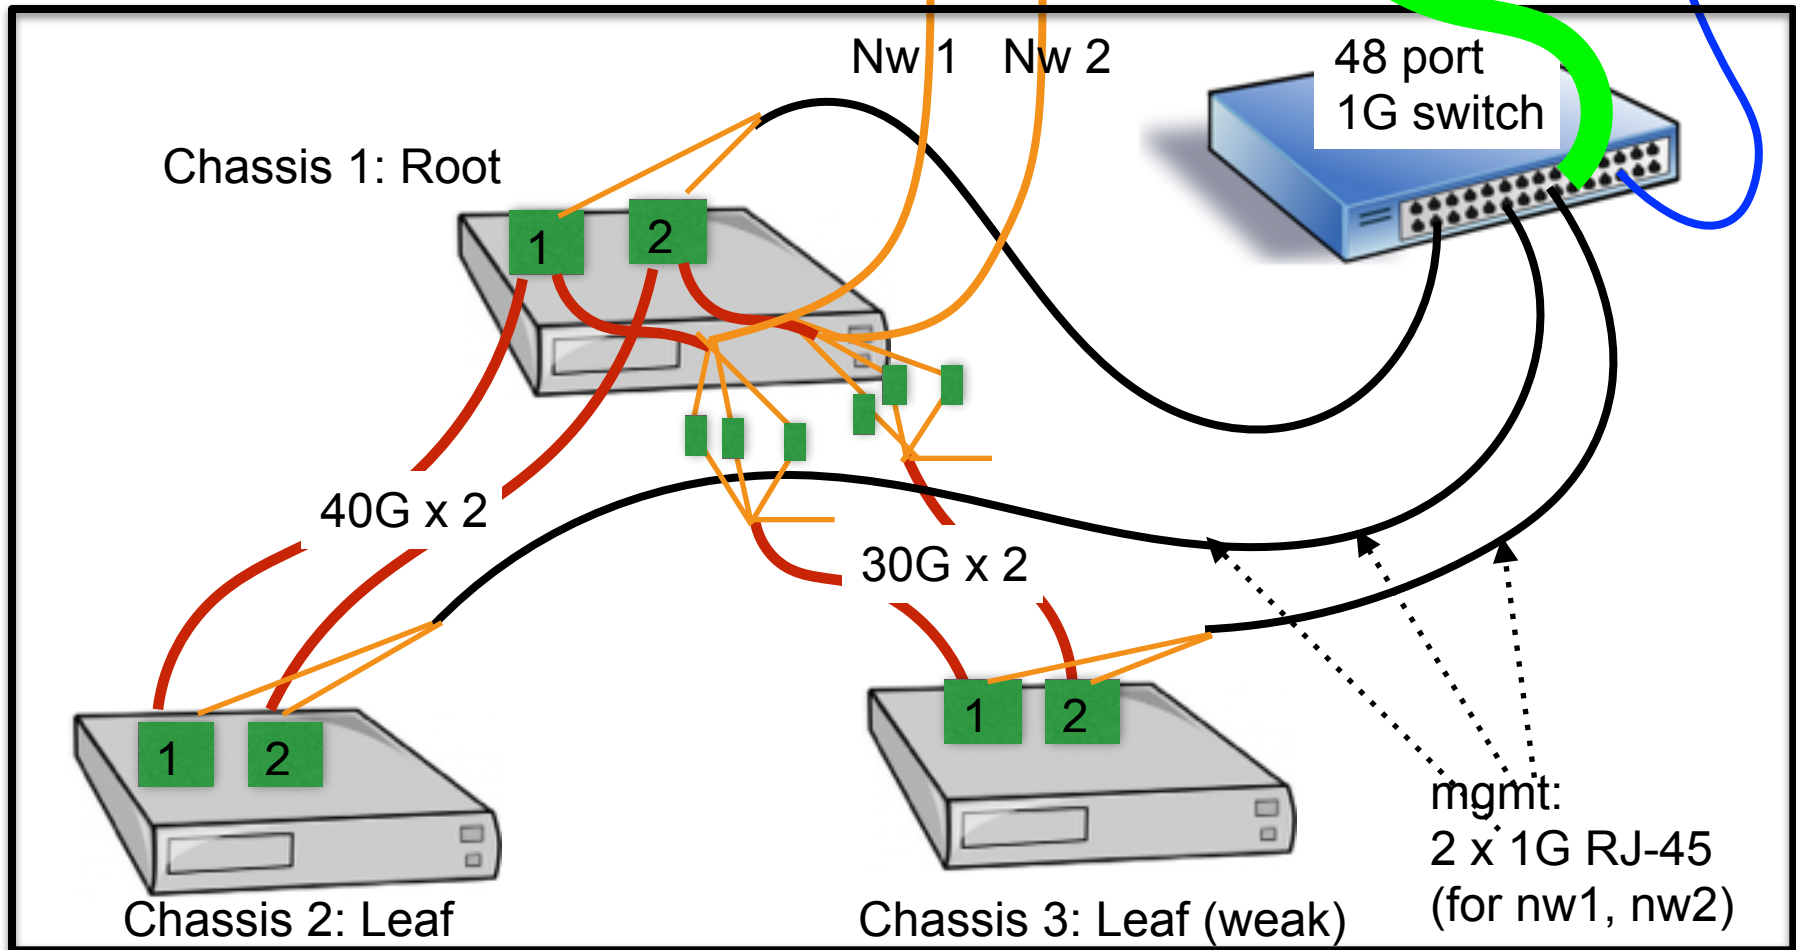 Nw 1 Nw 2
48 port
1G switch
Chassis 1: Root
1 2
40G x 2
30G x 2
1 2
1 2
mgmt:
2 x 1G RJ-45
(for nw1, nw2)
Chassis 2: Leaf
Chassis 3: Leaf (weak)